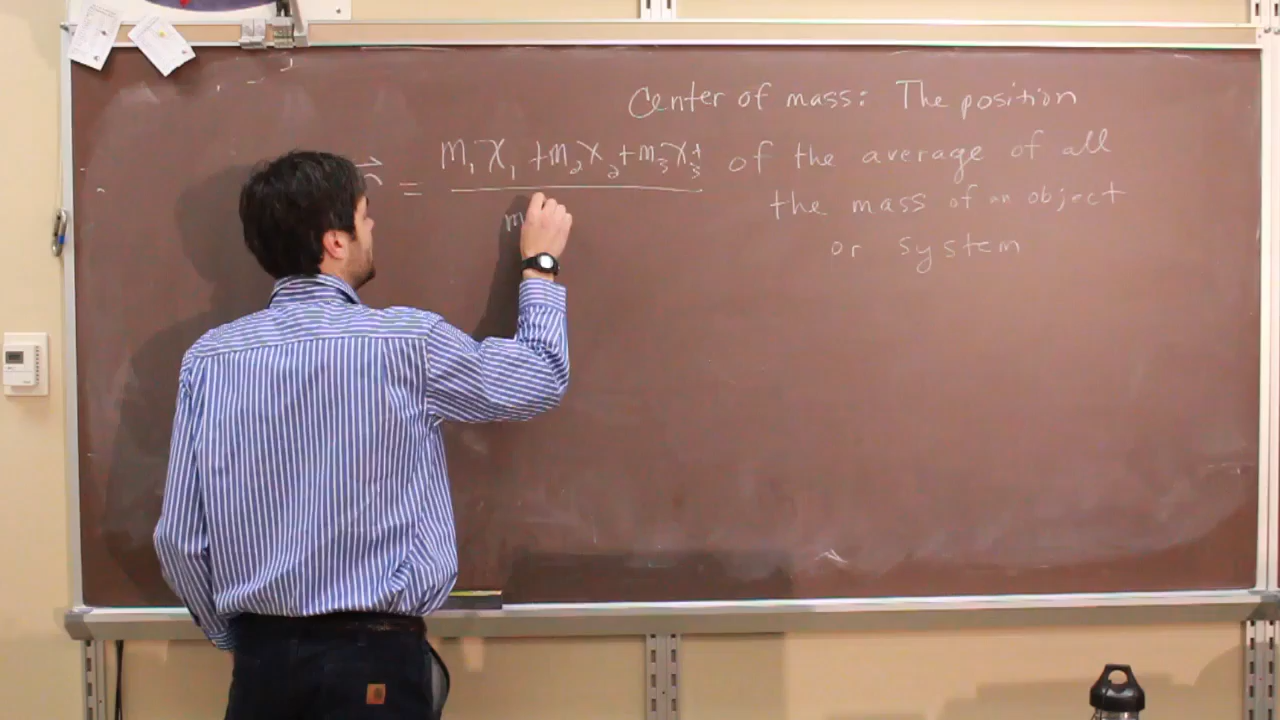 Center of mass: The position
of the average of all
the mass of an object
or system
= m₁x₁ + m₂x₂ + m₃x₃ +
m